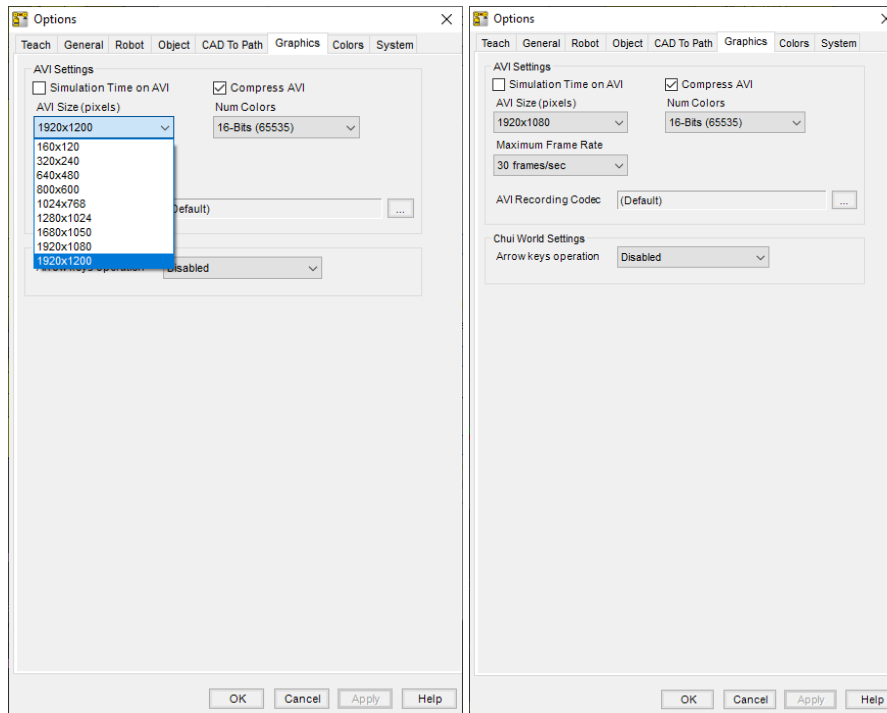 Options
Teach General Robot Object CAD To Path Graphics Colors System
AVI Settings
Simulation Time on AVI Compress AVI
AVI Size (pixels) Num Colors
1920x1200 16-Bits (65535)
160x120
320x240
640x480
800x600
1024x768
1280x1024
1680x1050
1920x1080
1920x1200
Default) ...
Arrow keys operation Disabled
OK Cancel Apply Help
Options
Teach General Robot Object CAD To Path Graphics Colors System
AVI Settings
Simulation Time on AVI Compress AVI
AVI Size (pixels) Num Colors
1920x1080 16-Bits (65535)
Maximum Frame Rate
30 frames/sec
AVI Recording Codec (Default) ...
Chui World Settings
Arrow keys operation Disabled
OK Cancel Apply Help